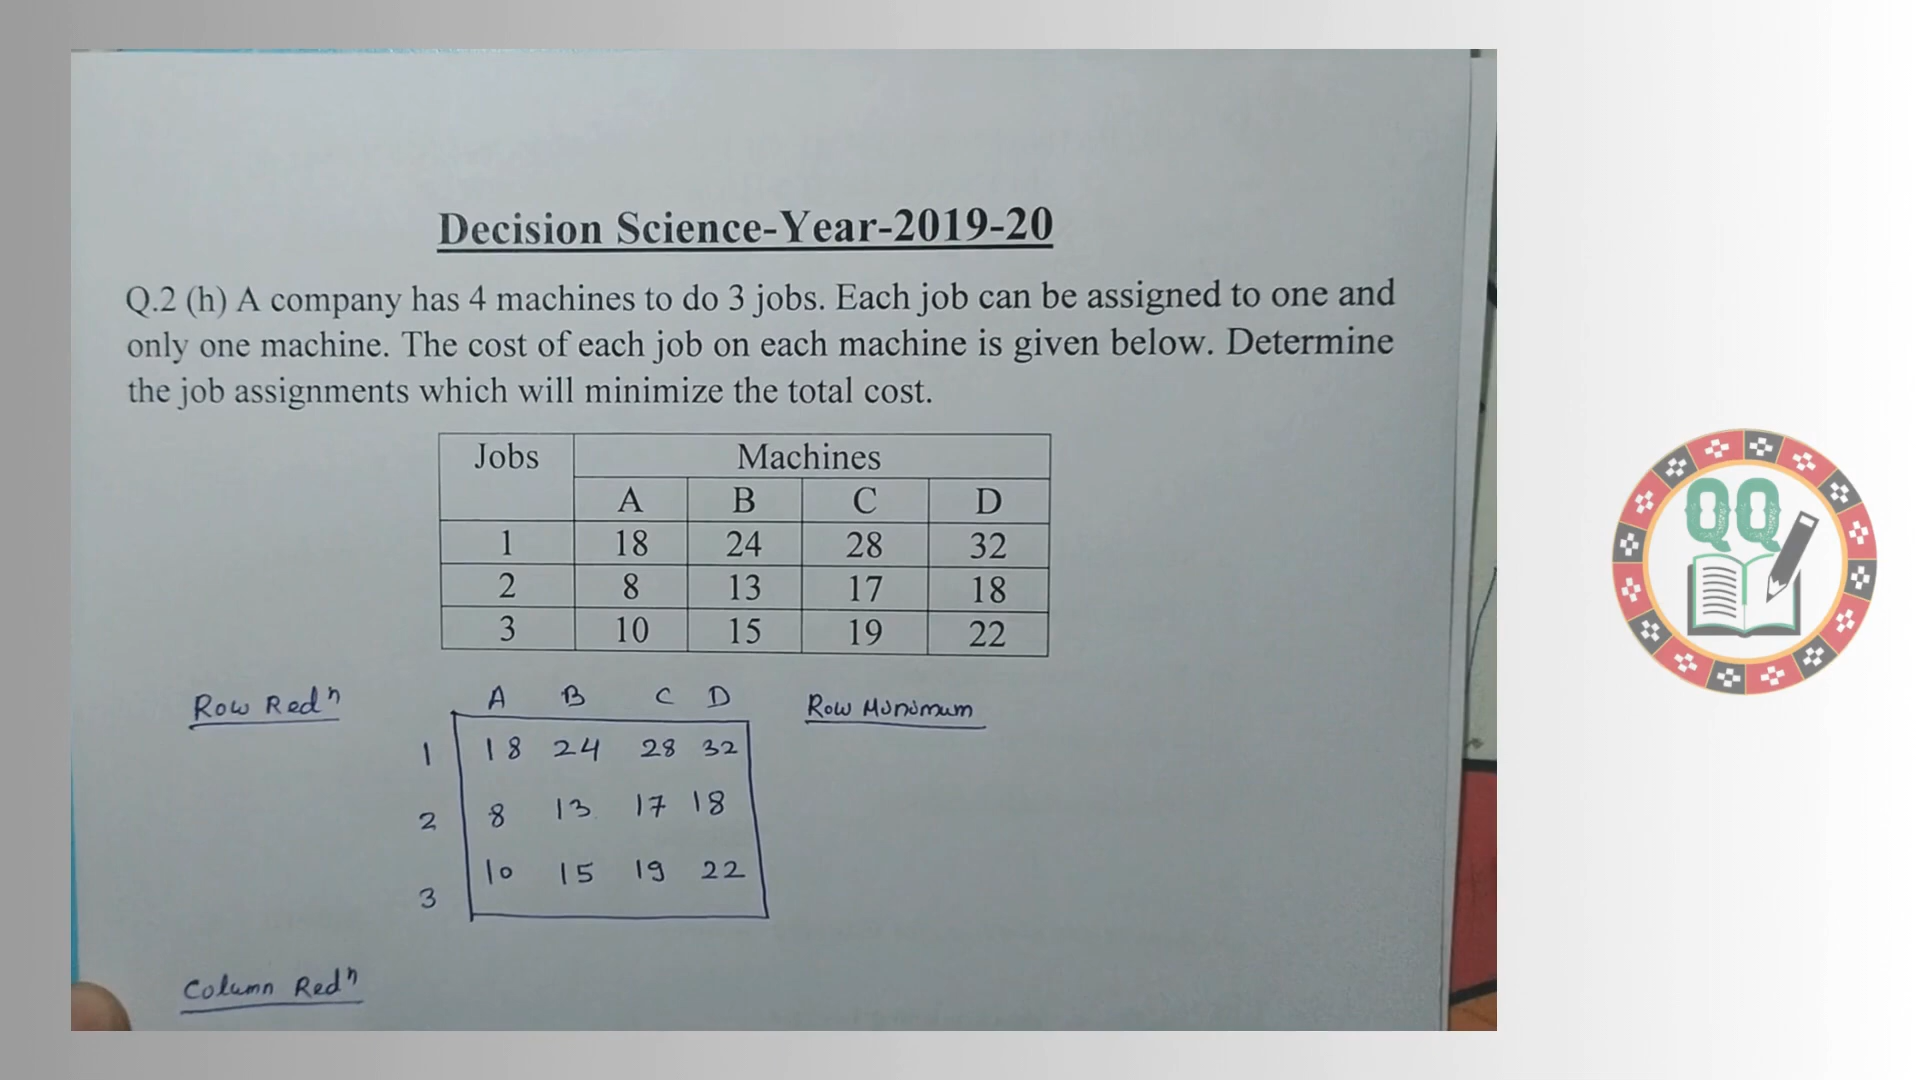 Decision Science-Year-2019-20
Q.2 (h) A company has 4 machines to do 3 jobs. Each job can be assigned to one and
only one machine. The cost of each job on each machine is given below. Determine
the job assignments which will minimize the total cost.
Jobs Machines
A B C D
1 18 24 28 32
2 8 13 17 18
3 10 15 19 22
Row Redⁿ A B C D Row Minimum
1 18 24 28 32
2 8 13 17 18
3 10 15 19 22
Column Redⁿ
QQ